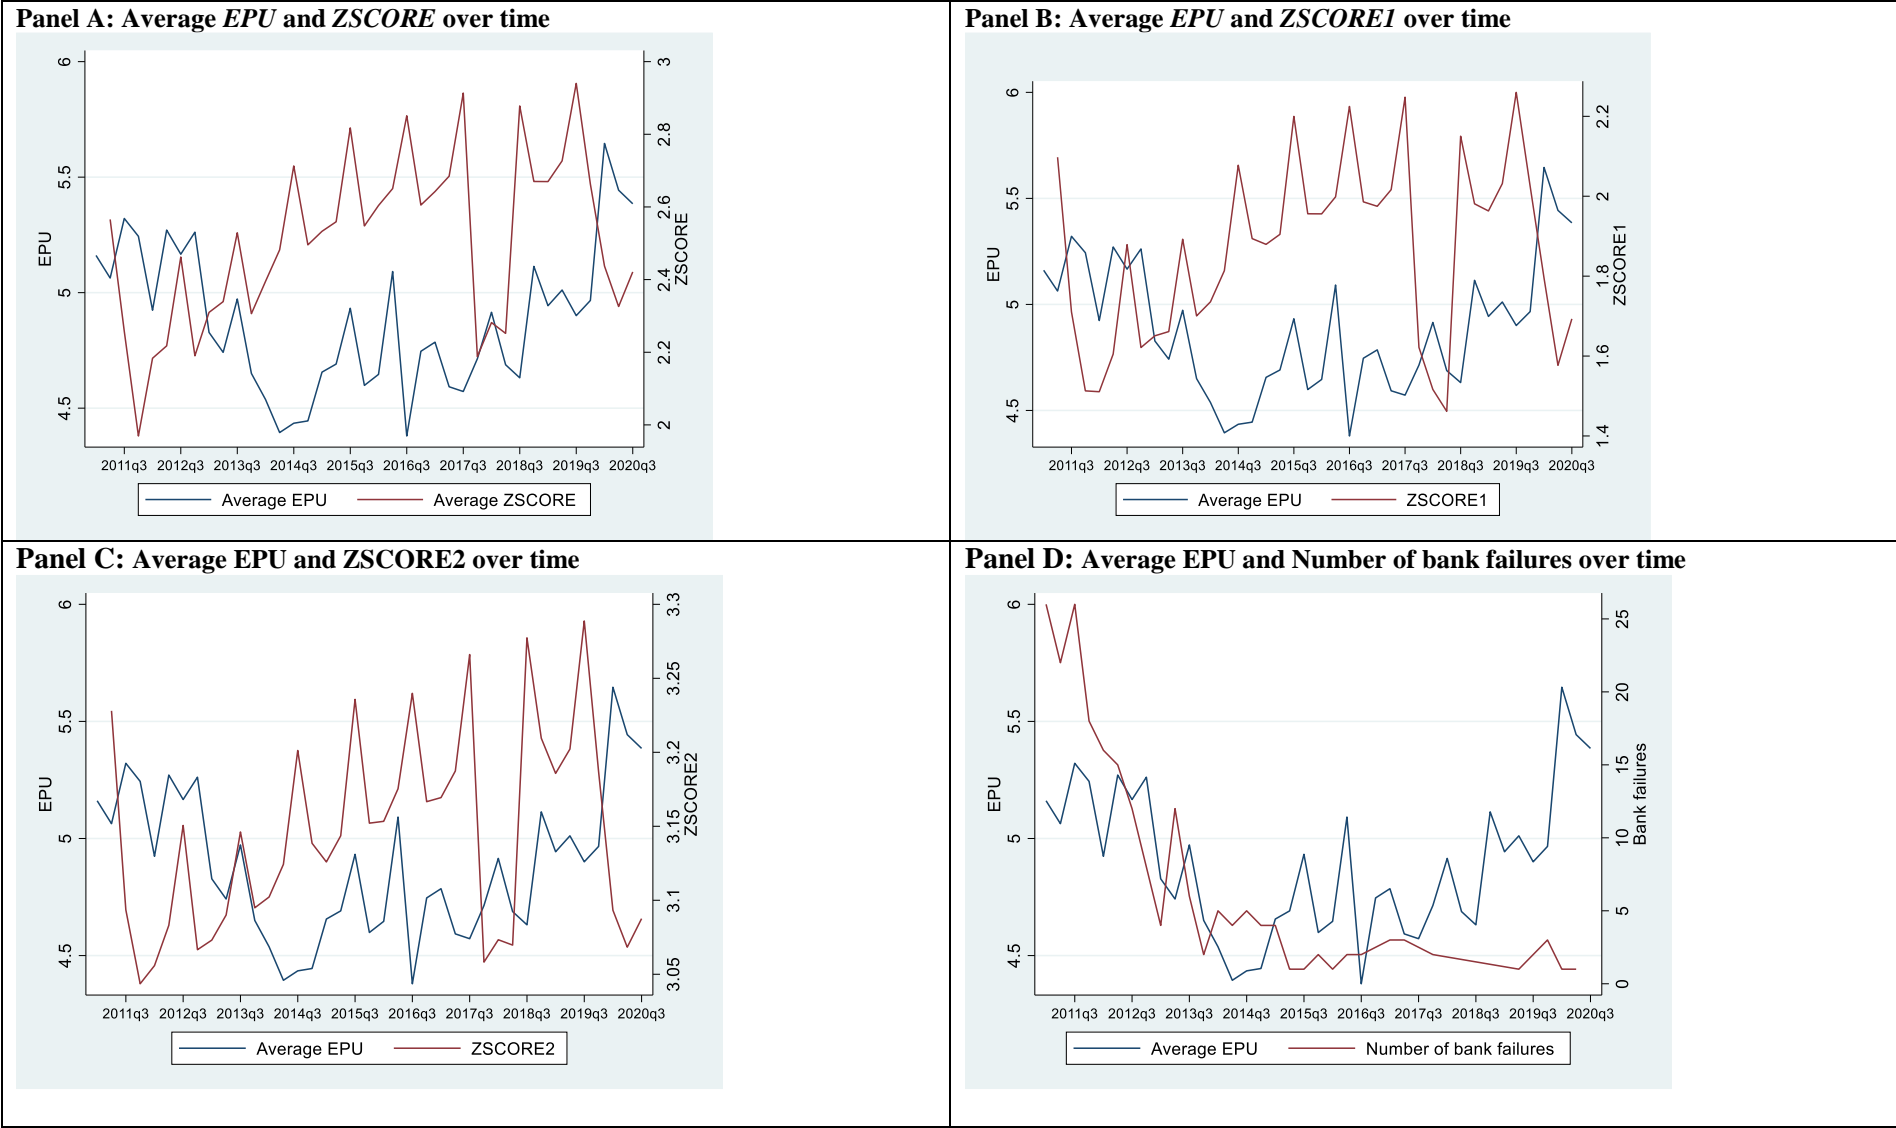 Panel A: Average EPU and ZSCORE over time
6
5.5
5
4.5
EPU
3
2.8
2.6
2.4
2.2
2
ZSCORE
2011q3 2012q3 2013q3 2014q3 2015q3 2016q3 2017q3 2018q3 2019q3 2020q3
Average EPU Average ZSCORE
Panel B: Average EPU and ZSCORE1 over time
6
5.5
5
4.5
EPU
2.2
2
1.8
1.6
1.4
ZSCORE1
2011q3 2012q3 2013q3 2014q3 2015q3 2016q3 2017q3 2018q3 2019q3 2020q3
Average EPU ZSCORE1
Panel C: Average EPU and ZSCORE2 over time
6
5.5
5
4.5
EPU
3.3
3.25
3.2
3.15
3.1
3.05
ZSCORE2
2011q3 2012q3 2013q3 2014q3 2015q3 2016q3 2017q3 2018q3 2019q3 2020q3
Average EPU ZSCORE2
Panel D: Average EPU and Number of bank failures over time
6
5.5
5
4.5
EPU
25
20
15
10
5
0
Bank failures
2011q3 2012q3 2013q3 2014q3 2015q3 2016q3 2017q3 2018q3 2019q3 2020q3
Average EPU Number of bank failures